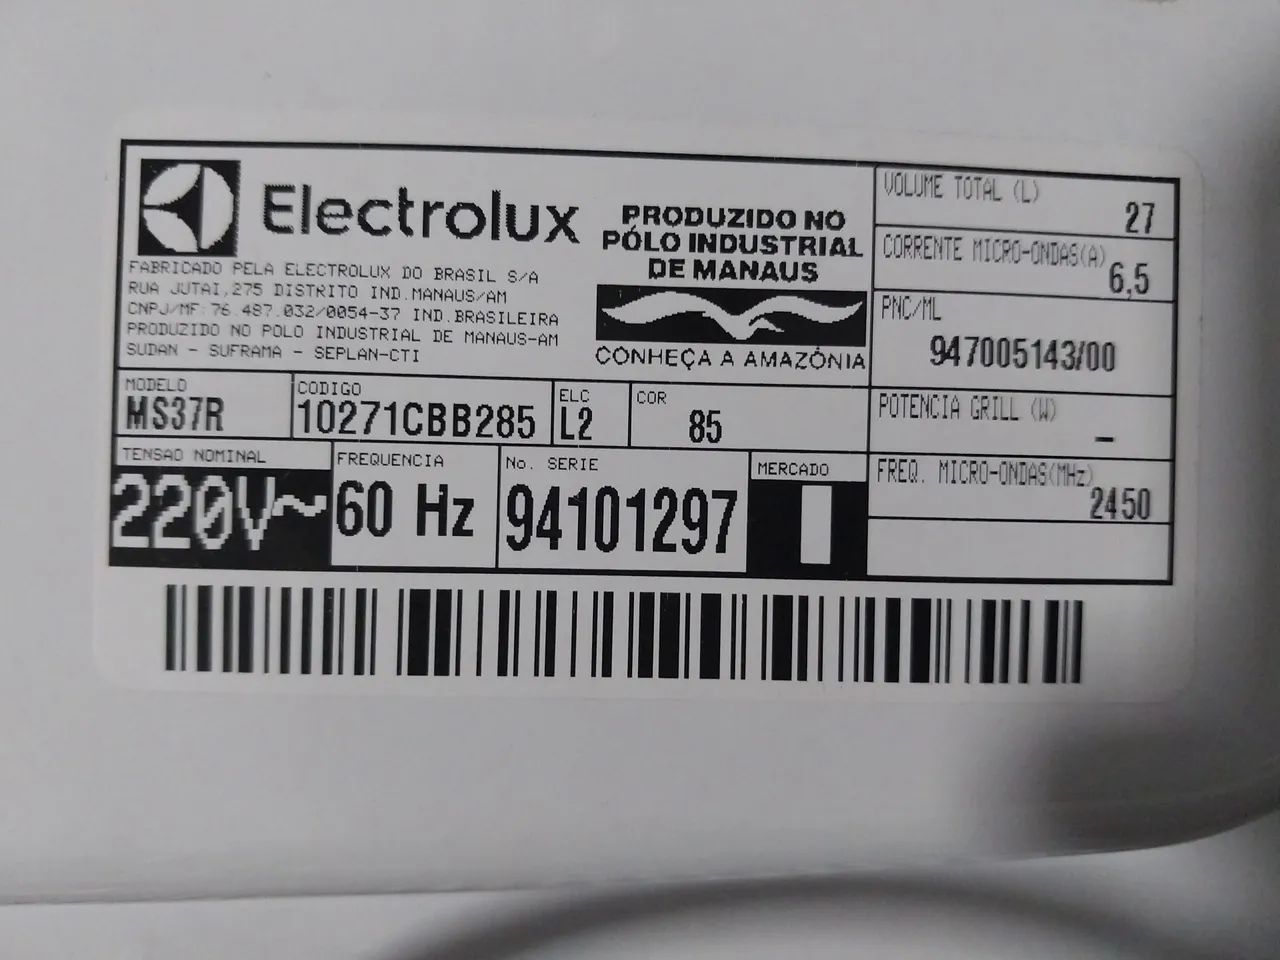 Electrolux
FABRICADO PELA ELECTROLUX DO BRASIL S/A
RUA JUTAI,275 DISTRITO IND.MANAUS/AM
CNPJ/MF:76.487.032/0054-37 IND.BRASILEIRA
PRODUZIDO NO POLO INDUSTRIAL DE MANAUS-AM
SUDAN - SUFRAMA - SEPLAN-CTI
PRODUZIDO NO
PÓLO INDUSTRIAL
DE MANAUS
CONHEÇA A AMAZÔNIA
VOLUME TOTAL (L)
27
CORRENTE MICRO-ONDAS(A)
6,5
PNC/ML
947005143/00
POTENCIA GRILL (W)
-
FREQ. MICRO-ONDAS(MHz)
2450
MODELO
MS37R
CODIGO
10271CBB285
ELC
L2
COR
85
TENSAO NOMINAL
220V~
FREQUENCIA
60 Hz
No. SERIE
94101297
MERCADO
I